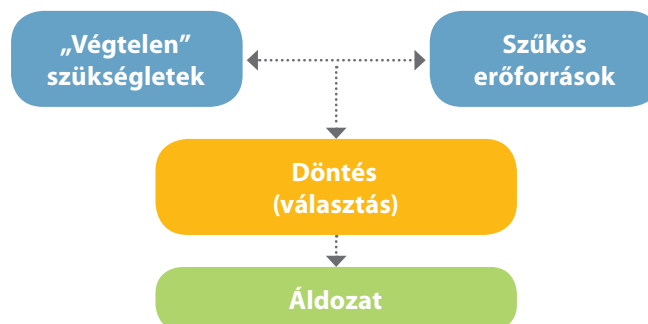 „Végtelen”
szükségletek
Szűkös
erőforrások
Döntés
(választás)
Áldozat